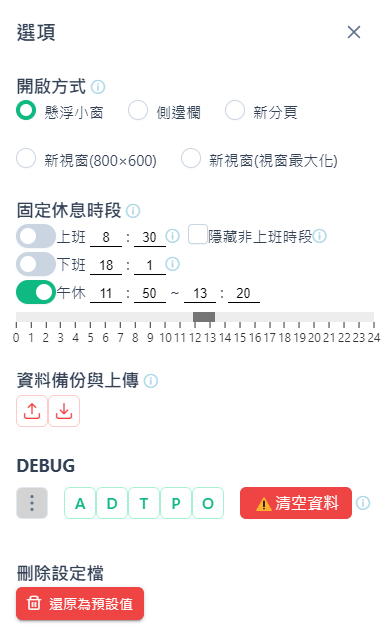 選項
開啟方式
懸浮小窗 側邊欄 新分頁
新視窗(800×600) 新視窗(視窗最大化)
固定休息時段
上班 8 : 30 隱藏非上班時段
下班 18 : 1
午休 11 : 50 ~ 13 : 20
0 1 2 3 4 5 6 7 8 9 10 11 12 13 14 15 16 17 18 19 20 21 22 23 24
資料備份與上傳
DEBUG
A D T P O 清空資料
刪除設定檔
還原為預設值